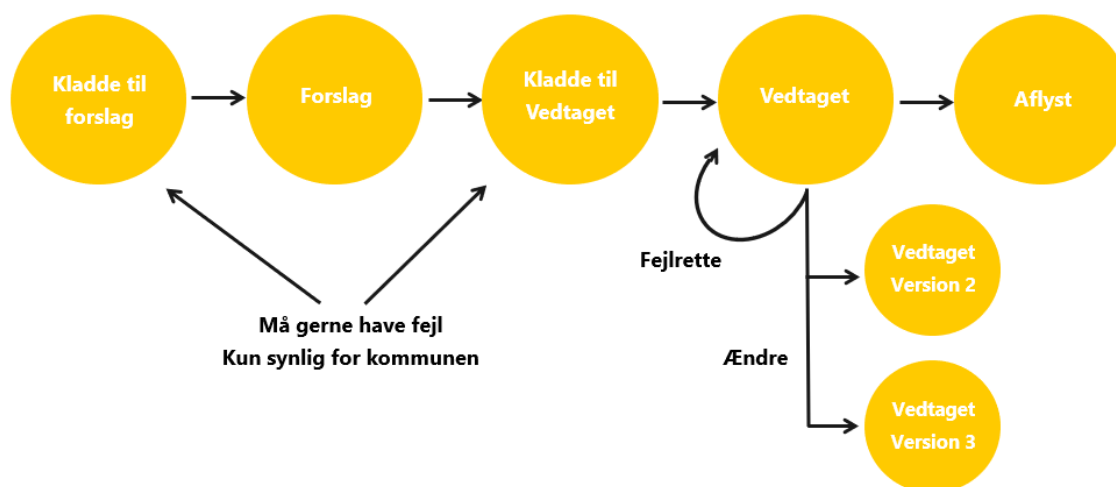 Kladde til
forslag
Forslag
Kladde til
Vedtaget
Vedtaget
Aflyst
Fejlrette
Vedtaget
Version 2
Må gerne have fejl
Kun synlig for kommunen
Ændre
Vedtaget
Version 3